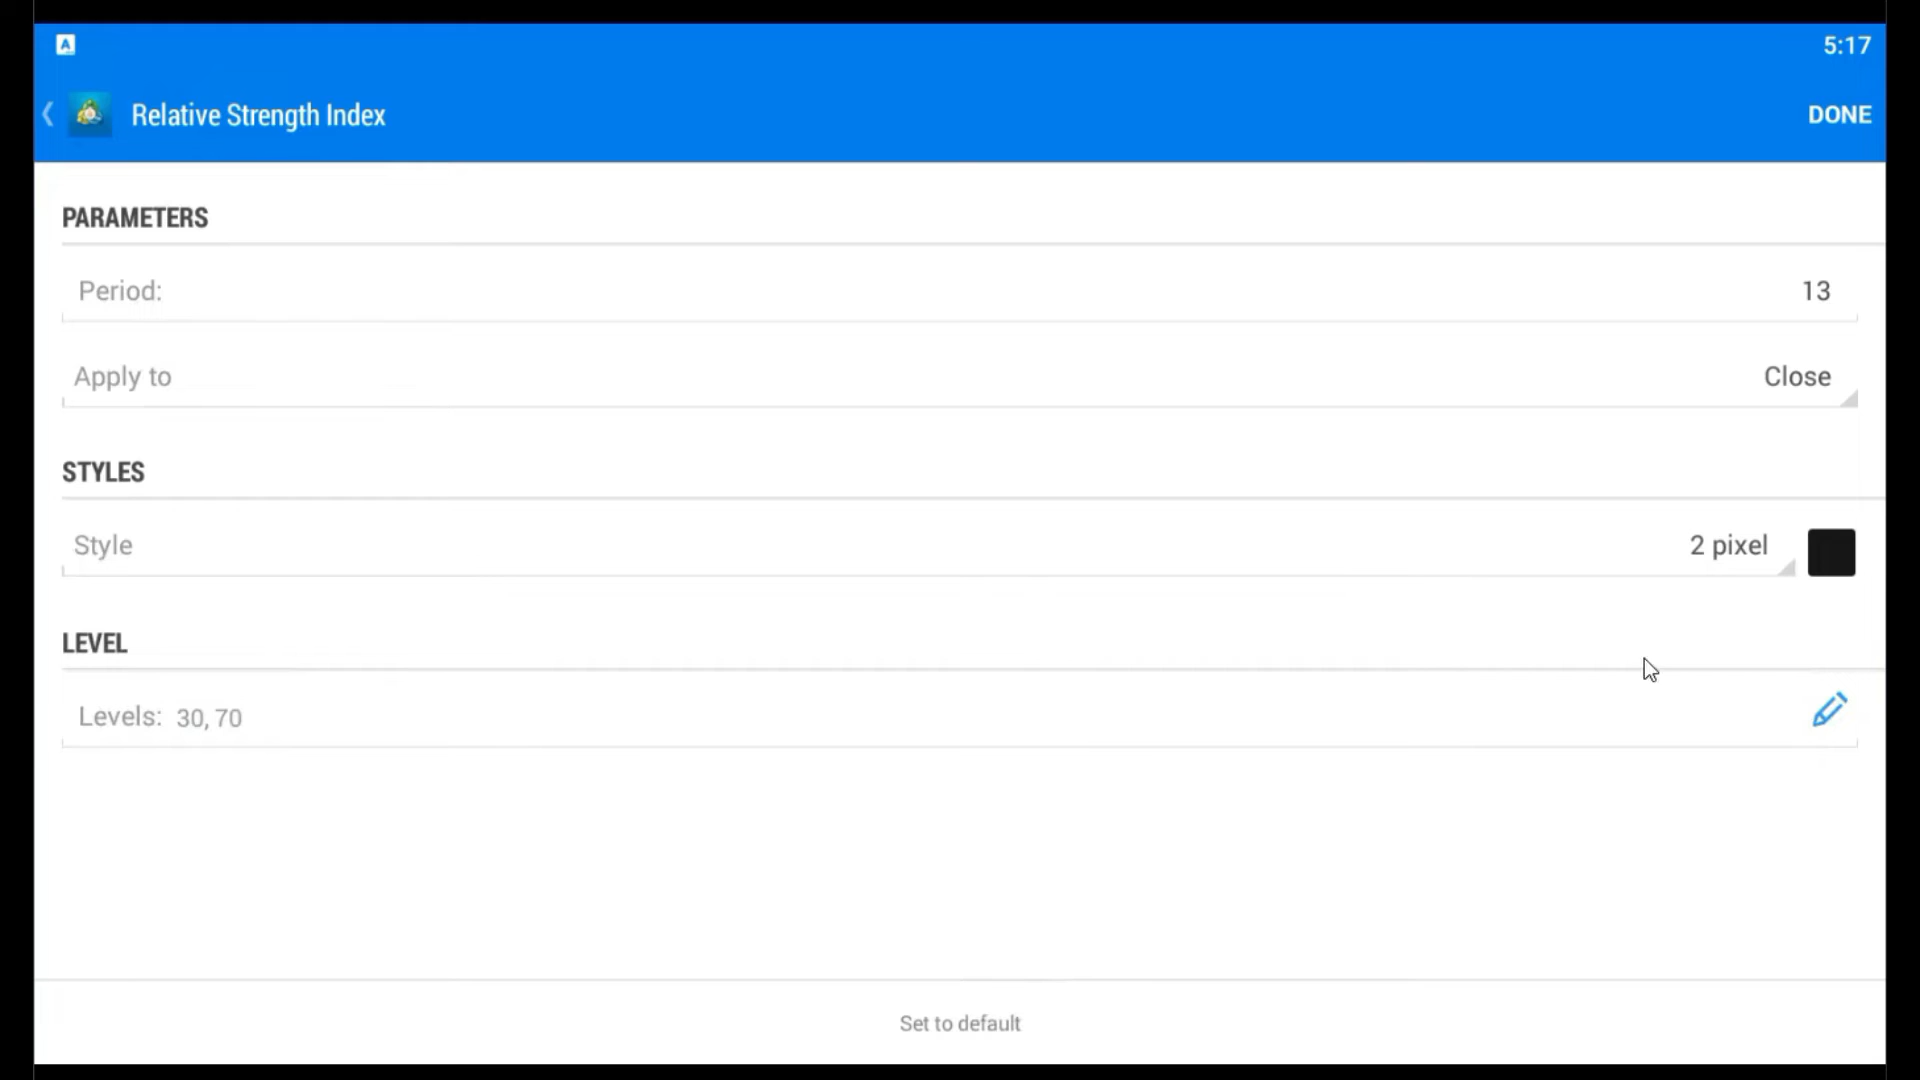 A
5:17
Relative Strength Index
DONE
PARAMETERS
Period: 13
Apply to Close
STYLES
Style 2 pixel
LEVEL
Levels: 30, 70
Set to default